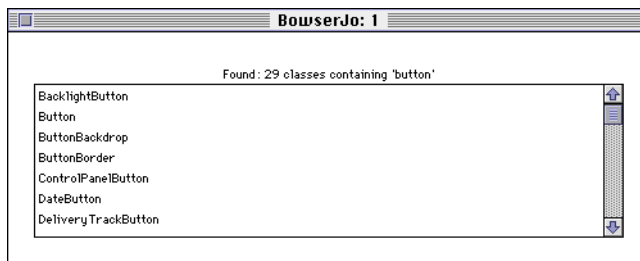 BowserJo: 1
Found: 29 classes containing 'button'
BacklightButton
Button
ButtonBackdrop
ButtonBorder
ControlPanelButton
DateButton
DeliveryTrackButton